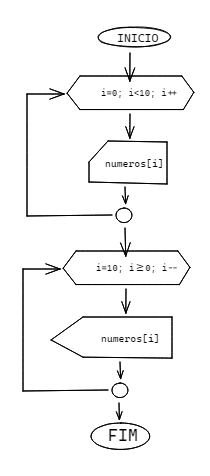 INICIO
i=0; i<10; i++
numeros[i]
i=10; i≥0; i--
numeros[i]
FIM